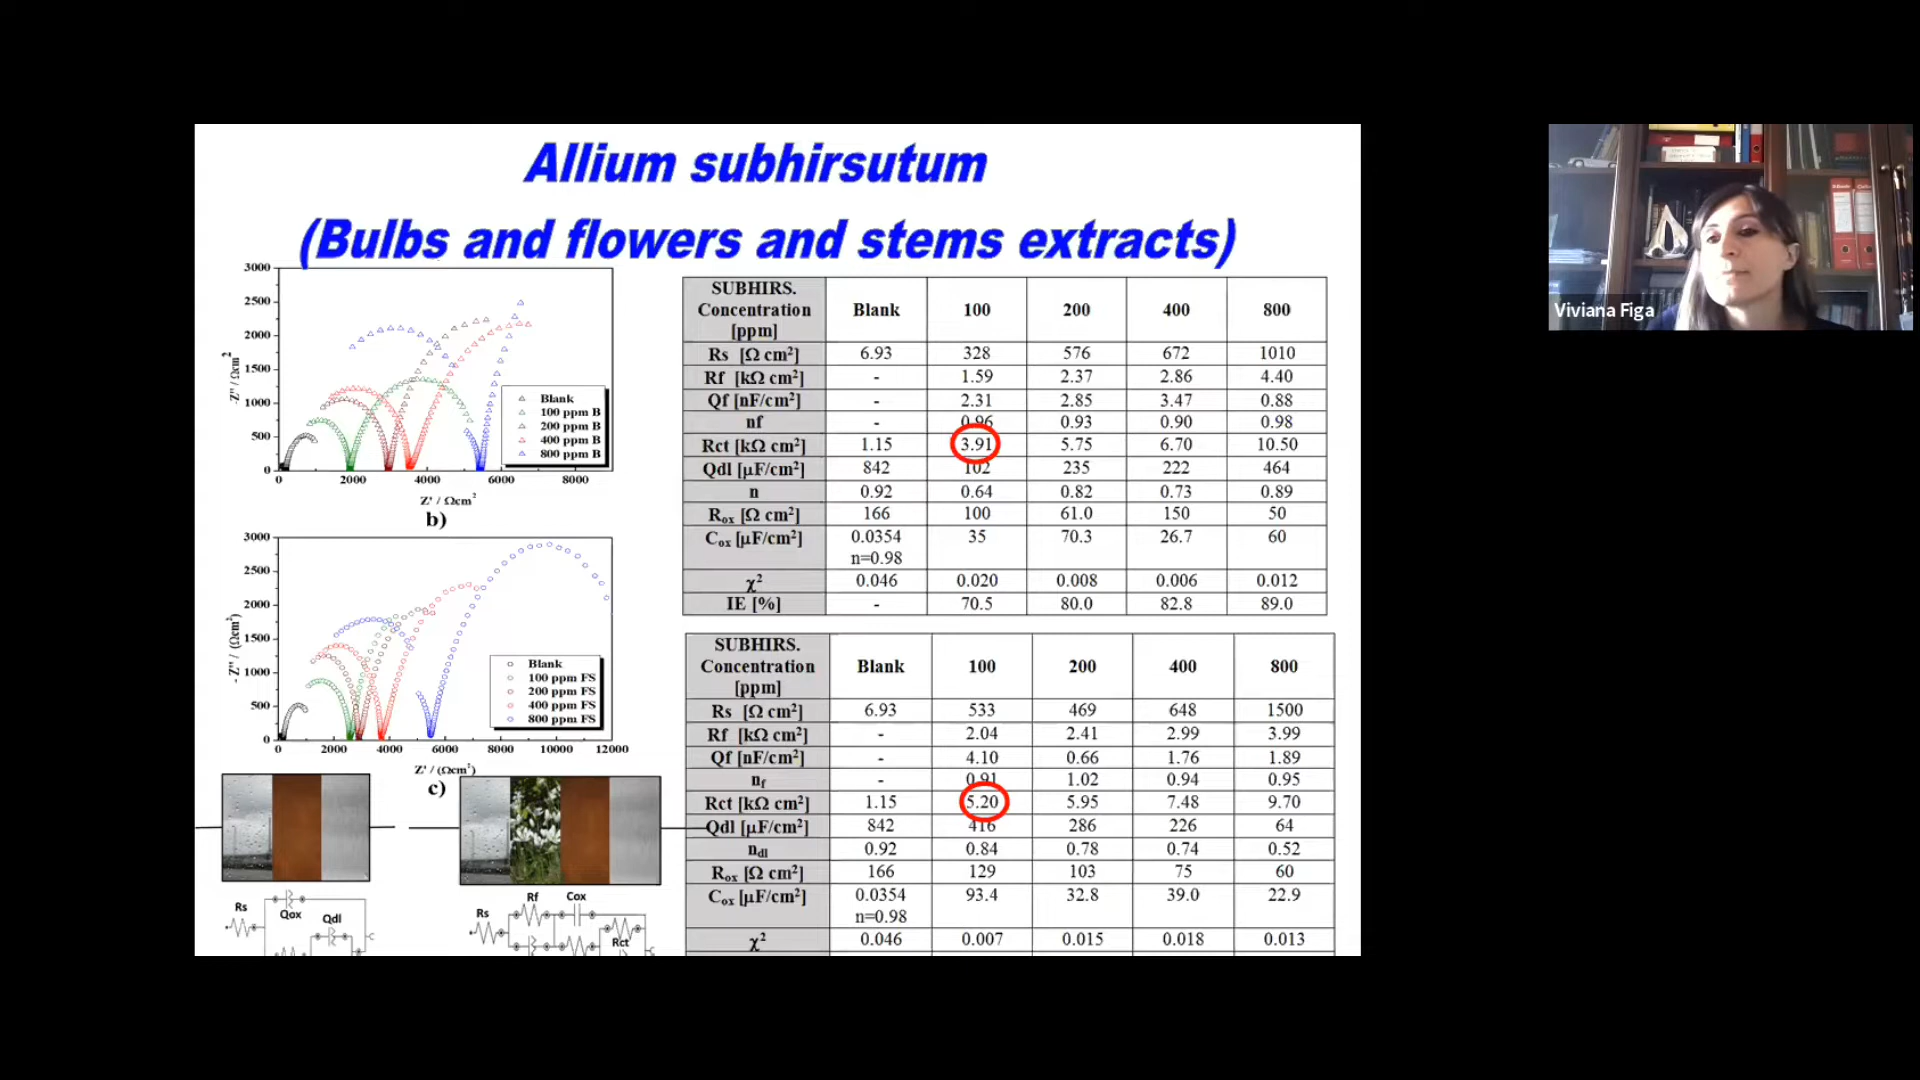 Allium subhirsutum
(Bulbs and flowers and stems extracts)
3000
2500
2000
1500
1000
500
0
-Z'' / Ωcm²
0 2000 4000 6000 8000
Z' / Ωcm²
Blank
100 ppm B
200 ppm B
400 ppm B
800 ppm B
b)
3000
2500
2000
1500
1000
500
0
- Z'' / (Ωcm²)
0 2000 4000 6000 8000 10000 12000
Z' / (Ωcm²)
Blank
100 ppm FS
200 ppm FS
400 ppm FS
800 ppm FS
c)
Rs
Qox
Qdl
Rs
Rf
Cox
Rct
SUBHIRS.
Concentration Blank 100 200 400 800
[ppm]
Rs [Ω cm²] 6.93 328 576 672 1010
Rf [kΩ cm²] - 1.59 2.37 2.86 4.40
Qf [nF/cm²] - 2.31 2.85 3.47 0.88
nf - 0.96 0.93 0.90 0.98
Rct [kΩ cm²] 1.15 3.91 5.75 6.70 10.50
Qdl [µF/cm²] 842 102 235 222 464
n 0.92 0.64 0.82 0.73 0.89
Rox [Ω cm²] 166 100 61.0 150 50
Cox [µF/cm²] 0.0354 35 70.3 26.7 60
n=0.98
χ² 0.046 0.020 0.008 0.006 0.012
IE [%] - 70.5 80.0 82.8 89.0
SUBHIRS.
Concentration Blank 100 200 400 800
[ppm]
Rs [Ω cm²] 6.93 533 469 648 1500
Rf [kΩ cm²] - 2.04 2.41 2.99 3.99
Qf [nF/cm²] - 4.10 0.66 1.76 1.89
nf - 0.91 1.02 0.94 0.95
Rct [kΩ cm²] 1.15 5.20 5.95 7.48 9.70
Qdl [µF/cm²] 842 416 286 226 64
ndl 0.92 0.84 0.78 0.74 0.52
Rox [Ω cm²] 166 129 103 75 60
Cox [µF/cm²] 0.0354 93.4 32.8 39.0 22.9
n=0.98
χ² 0.046 0.007 0.015 0.018 0.013
Viviana Figa